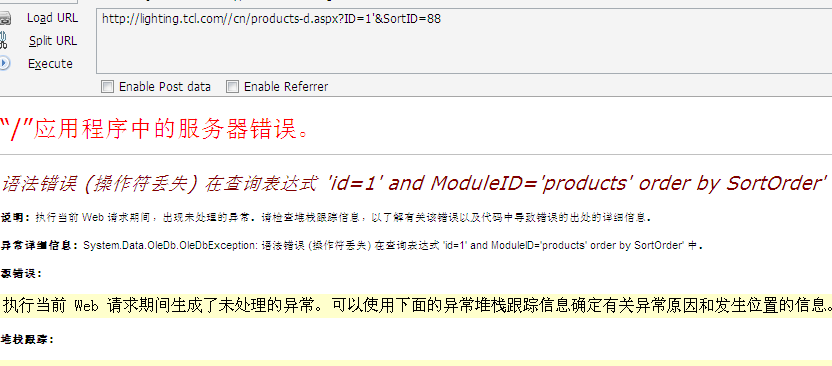 Load URL
http://lighting.tcl.com//cn/products-d.aspx?ID=1'&SortID=88
Split URL
Execute
Enable Post data Enable Referrer
“/”应用程序中的服务器错误。
语法错误 (操作符丢失) 在查询表达式 'id=1' and ModuleID='products' order by SortOrder'
说明: 执行当前 Web 请求期间，出现未处理的异常。请检查堆栈跟踪信息，以了解有关该错误以及代码中导致错误的出处的详细信息。
异常详细信息: System.Data.OleDb.OleDbException: 语法错误 (操作符丢失) 在查询表达式 'id=1' and ModuleID='products' order by SortOrder' 中。
源错误:
执行当前 Web 请求期间生成了未处理的异常。可以使用下面的异常堆栈跟踪信息确定有关异常原因和发生位置的信息。
堆栈跟踪: